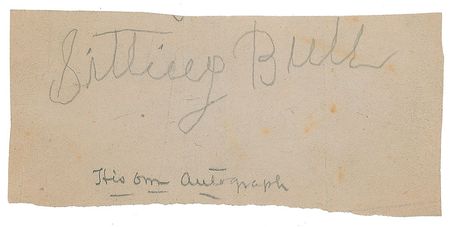 Sitting Bull
His own Autograph